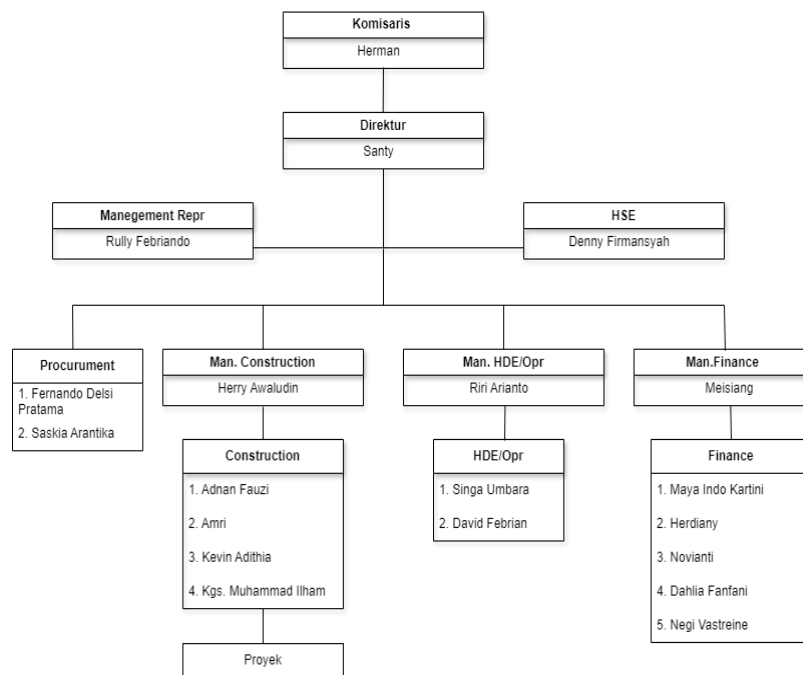 Komisaris
Herman
Direktur
Santy
Manegement Repr
Rully Febriando
HSE
Denny Firmansyah
Procurument
1. Fernando Delsi
Pratama
2. Saskia Arantika
Man. Construction
Herry Awaludin
Construction
1. Adnan Fauzi
2. Amri
3. Kevin Adithia
4. Kgs. Muhammad Ilham
Proyek
Man. HDE/Opr
Riri Arianto
HDE/Opr
1. Singa Umbara
2. David Febrian
Man.Finance
Meisiang
Finance
1. Maya Indo Kartini
2. Herdiany
3. Novianti
4. Dahlia Fanfani
5. Negi Vastreine